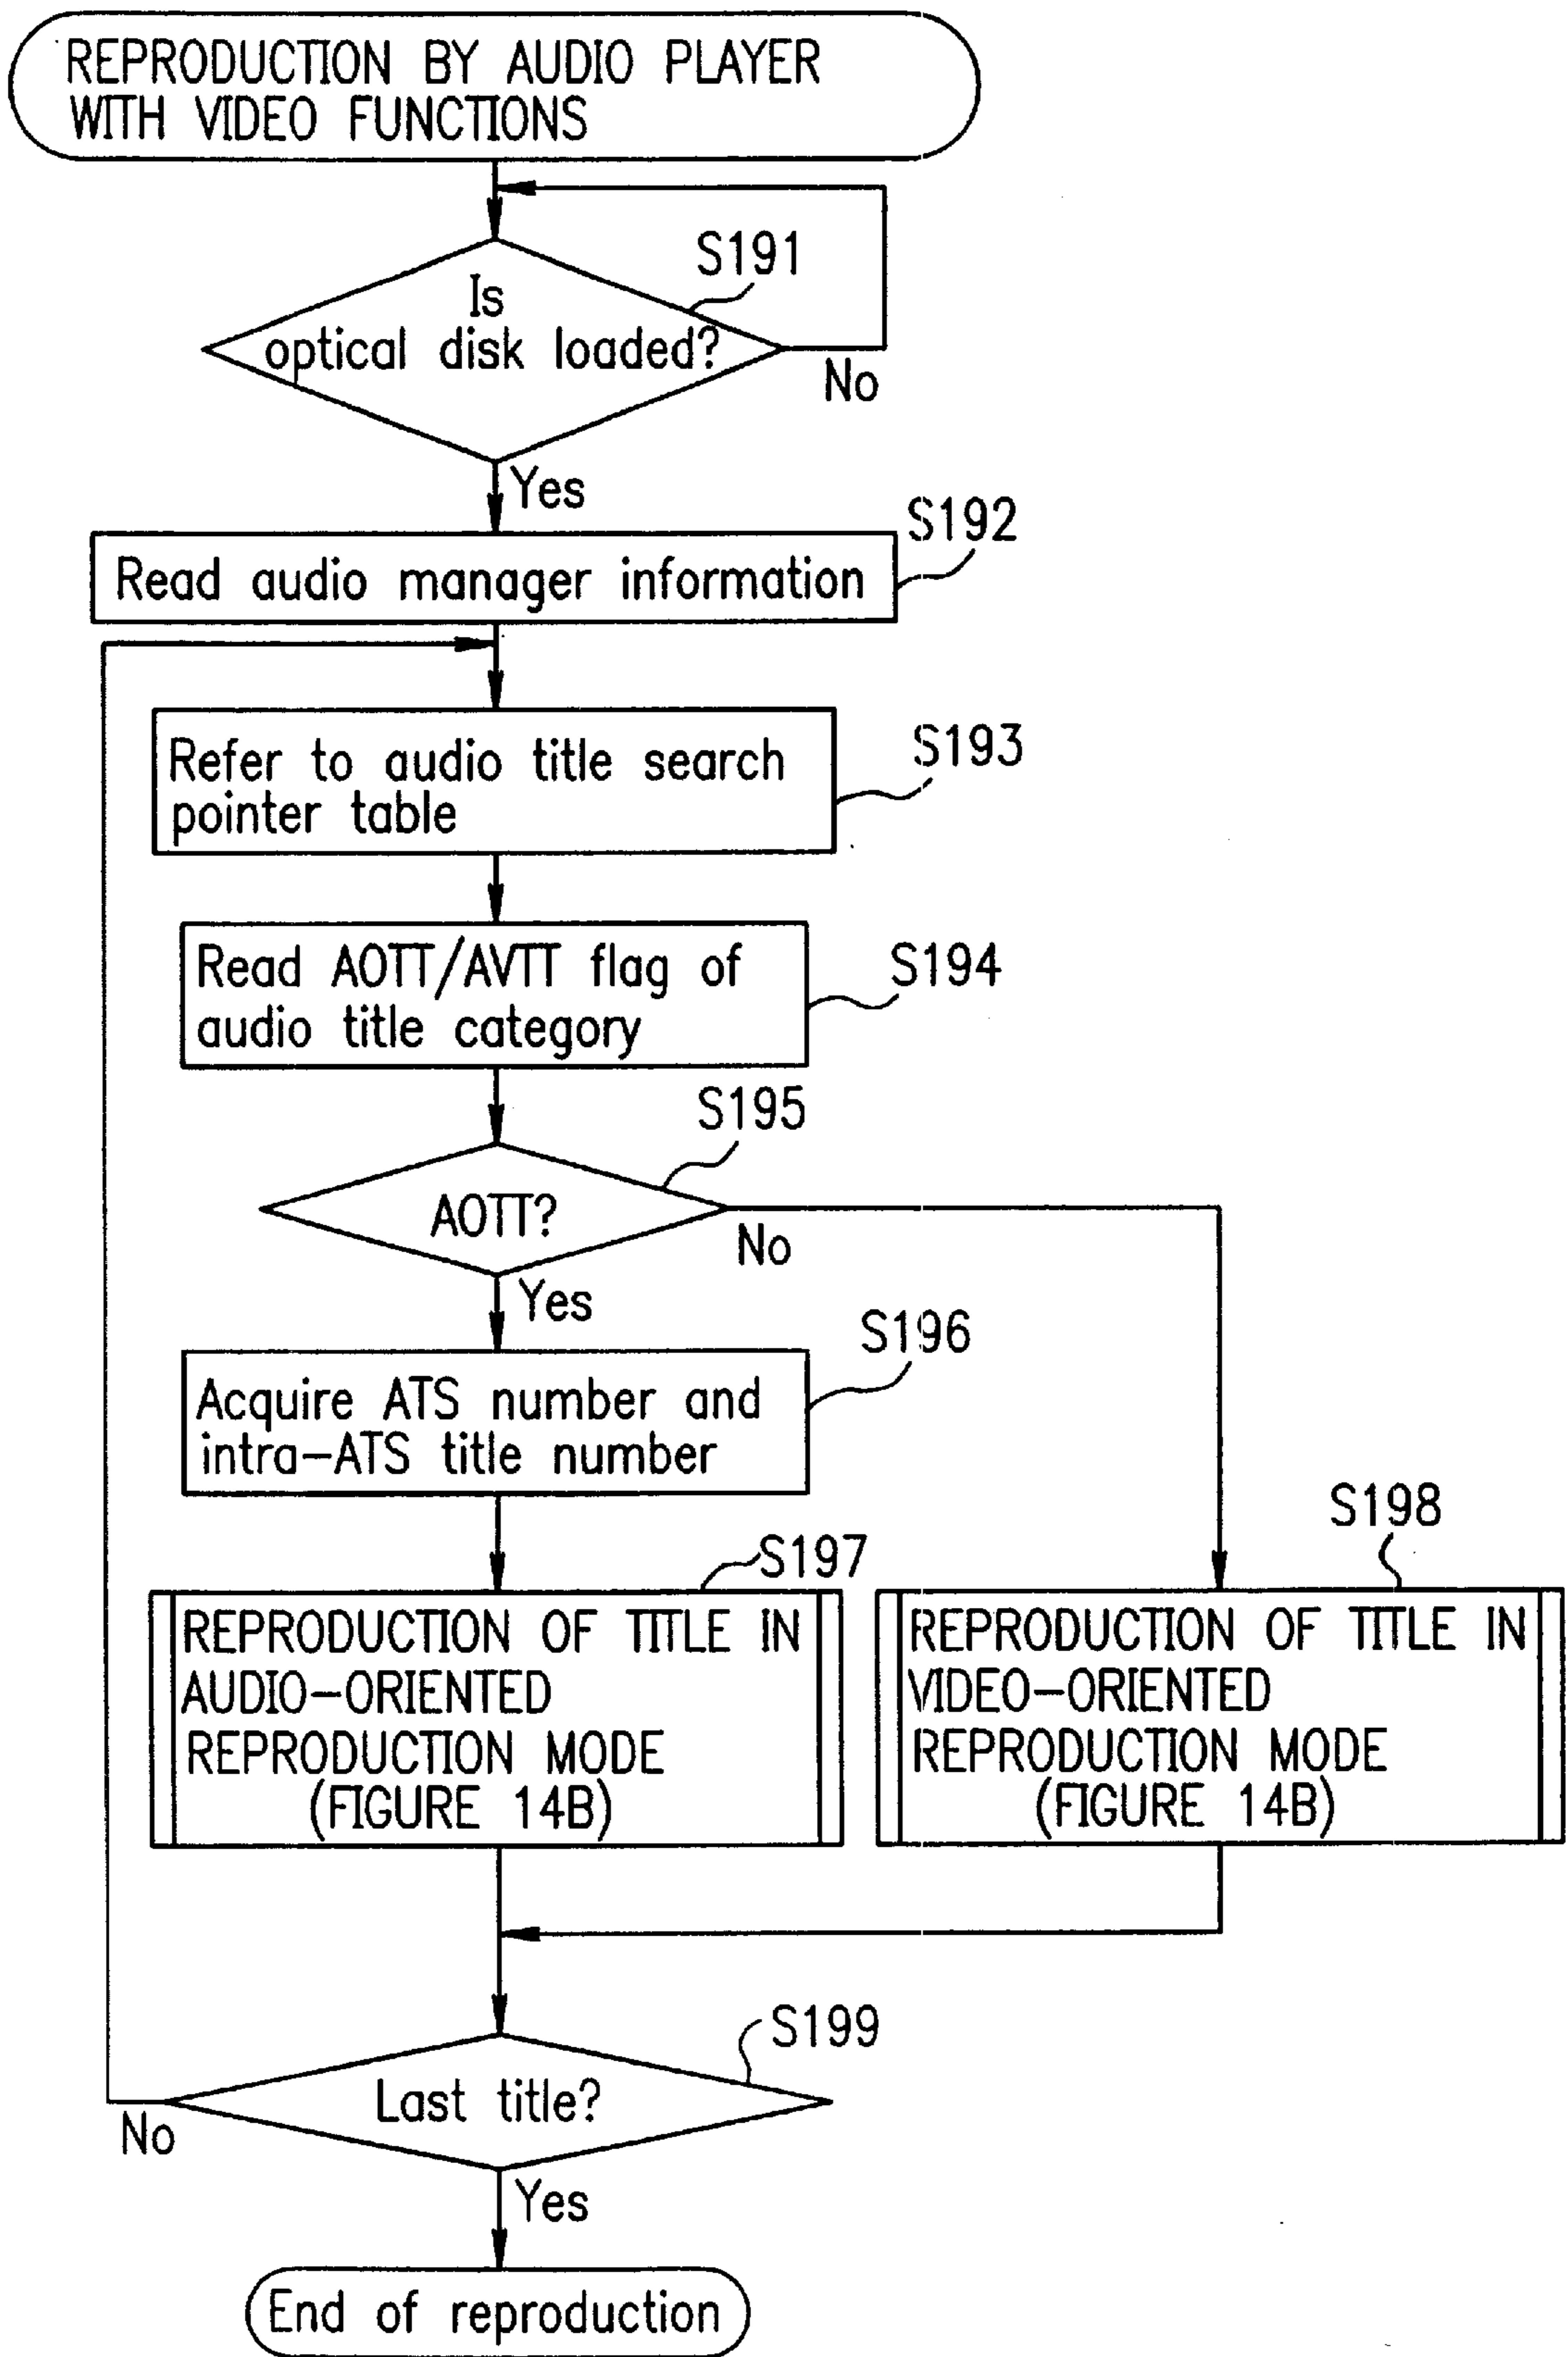 REPRODUCTION BY AUDIO PLAYER
WITH VIDEO FUNCTIONS
S191
Is
optical disk loaded?
No
Yes
S192
Read audio manager information
S193
Refer to audio title search
pointer table
S194
Read AOTT/AVTT flag of
audio title category
S195
AOTT?
No
Yes
S196
Acquire ATS number and
intra-ATS title number
S197
REPRODUCTION OF TITLE IN
AUDIO-ORIENTED
REPRODUCTION MODE
(FIGURE 14B)
S198
REPRODUCTION OF TITLE IN
VIDEO-ORIENTED
REPRODUCTION MODE
(FIGURE 14B)
S199
Last title?
No
Yes
End of reproduction